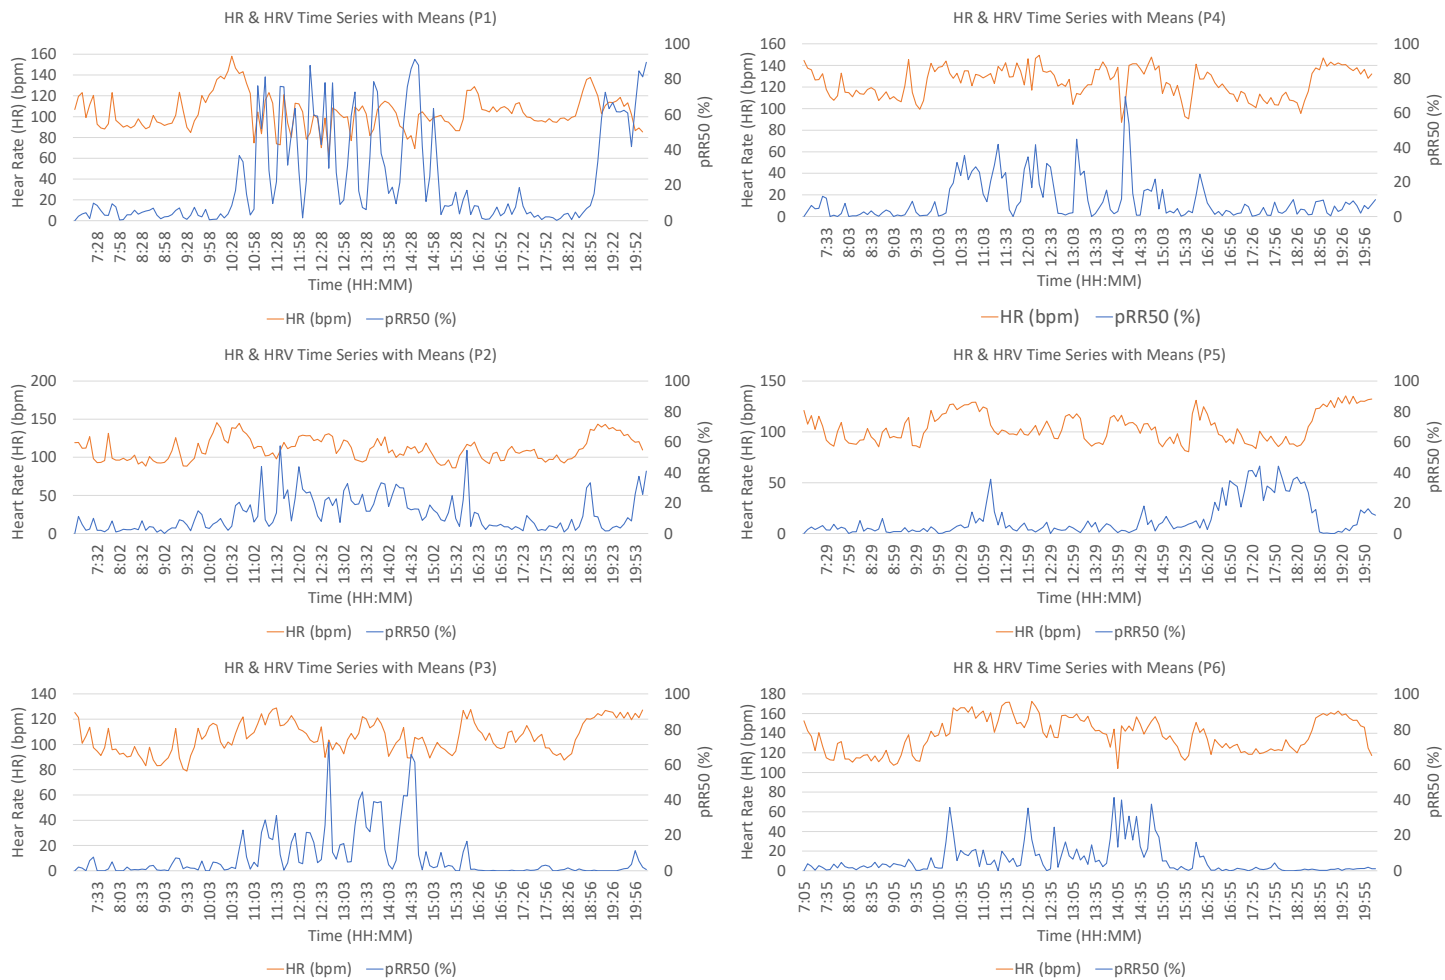 HR & HRV Time Series with Means (P1)
Hear Rate (HR) (bpm)
160
140
120
100
80
60
40
20
0
100
80
60
40
20
0
pRR50 (%)
7:28 7:58 8:28 8:58 9:28 9:58 10:28 10:58 11:28 11:58 12:28 12:58 13:28 13:58 14:28 14:58 15:28 16:22 16:52 17:22 17:52 18:22 18:52 19:22 19:52
Time (HH:MM)
HR (bpm) pRR50 (%)
HR & HRV Time Series with Means (P4)
Heart Rate (HR) (bpm)
160
140
120
100
80
60
40
20
0
100
80
60
40
20
0
pRR50 (%)
7:33 8:03 8:33 9:03 9:33 10:03 10:33 11:03 11:33 12:03 12:33 13:03 13:33 14:03 14:33 15:03 15:33 16:26 16:56 17:26 17:56 18:26 18:56 19:26 19:56
Time (HH:MM)
HR (bpm) pRR50 (%)
HR & HRV Time Series with Means (P2)
Heart Rate (HR) (bpm)
200
150
100
50
0
100
80
60
40
20
0
pRR50 (%)
7:32 8:02 8:32 9:02 9:32 10:02 10:32 11:02 11:32 12:02 12:32 13:02 13:32 14:02 14:32 15:02 15:32 16:23 16:53 17:23 17:53 18:23 18:53 19:23 19:53
Time (HH:MM)
HR (bpm) pRR50 (%)
HR & HRV Time Series with Means (P5)
Heart Rate (HR) (bpm)
150
100
50
0
100
80
60
40
20
0
pRR50 (%)
7:29 7:59 8:29 8:59 9:29 9:59 10:29 10:59 11:29 11:59 12:29 12:59 13:29 13:59 14:29 14:59 15:29 16:20 16:50 17:20 17:50 18:20 18:50 19:20 19:50
Time (HH:MM)
HR (bpm) pRR50 (%)
HR & HRV Time Series with Means (P3)
Hear Rate (HR) (bpm)
140
120
100
80
60
40
20
0
100
80
60
40
20
0
pRR50 (%)
7:33 8:03 8:33 9:03 9:33 10:03 10:33 11:03 11:33 12:03 12:33 13:03 13:33 14:03 14:33 15:03 15:33 16:26 16:56 17:26 17:56 18:26 18:56 19:26 19:56
Time (HH:MM)
HR (bpm) pRR50 (%)
HR & HRV Time Series with Means (P6)
Heart Rate (HR) (bpm)
180
160
140
120
100
80
60
40
20
0
100
80
60
40
20
0
pRR50 (%)
7:05 7:35 8:05 8:35 9:05 9:35 10:05 10:35 11:05 11:35 12:05 12:35 13:05 13:35 14:05 14:35 15:05 15:35 16:25 16:55 17:25 17:55 18:25 18:55 19:25 19:55
Time (HH:MM)
HR (bpm) pRR50 (%)